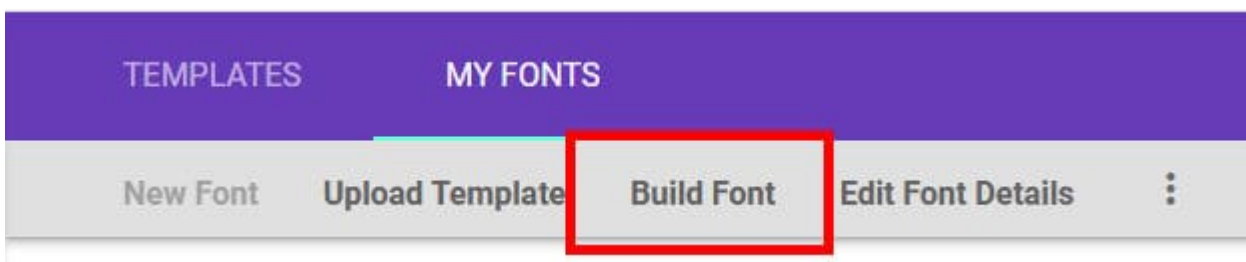 TEMPLATES MY FONTS
New Font Upload Template Build Font Edit Font Details